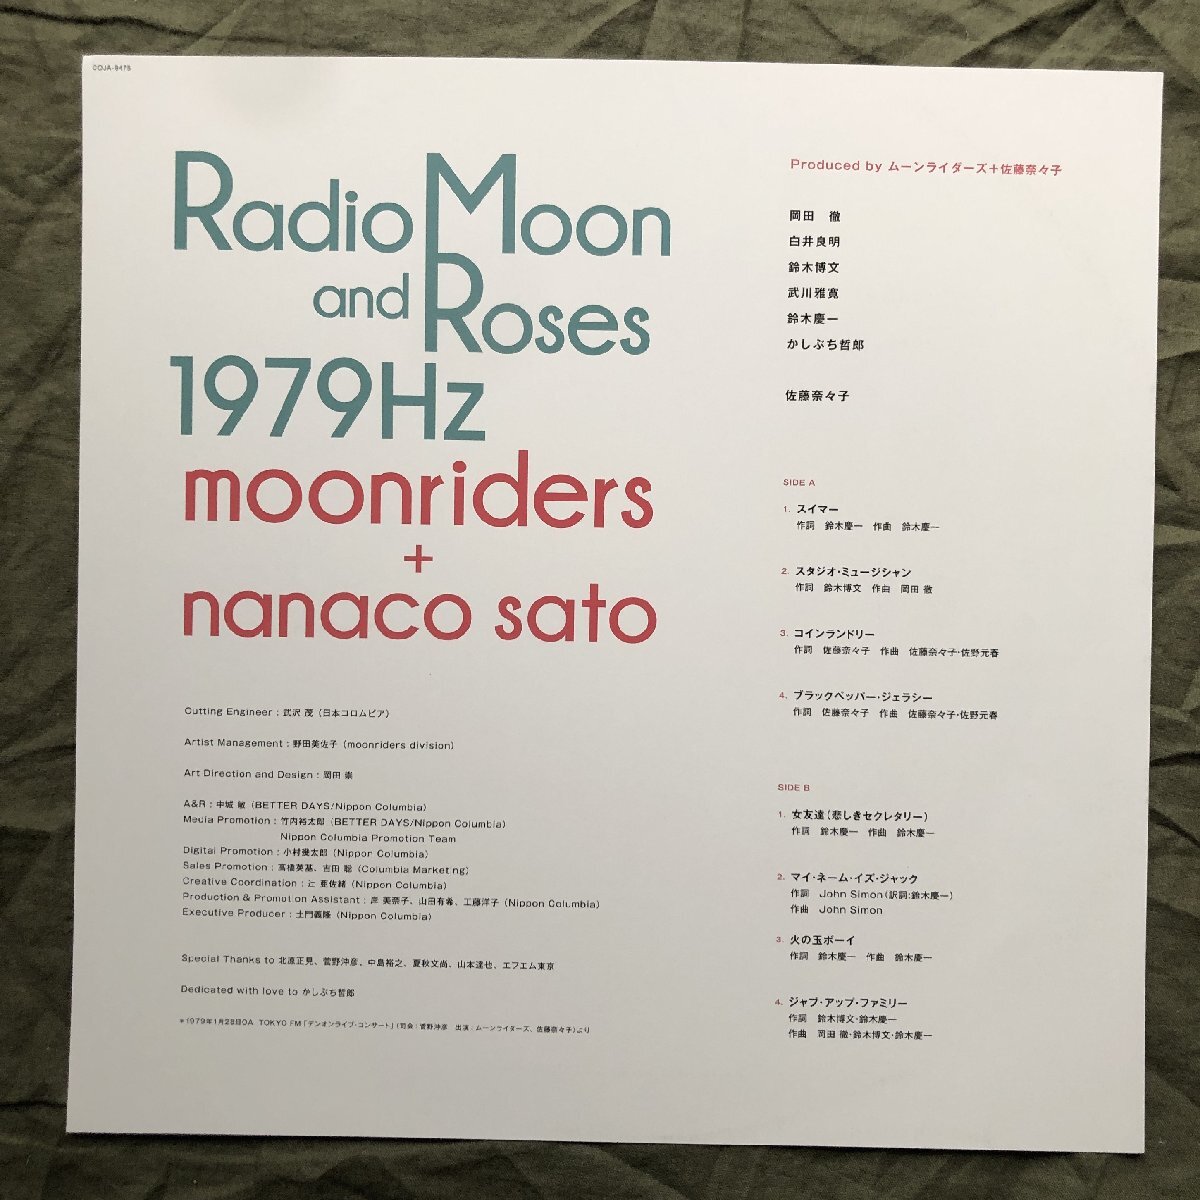 COJA-9475
Radio Moon
and Roses
1979Hz
moonriders
+
nanaco sato
Cutting Engineer : 武沢 茂 (日本コロムビア)
Artist Management : 野田美佐子 (moonriders division)
Art Direction and Design : 岡田 崇
A&R : 中城 敏 (BETTER DAYS/Nippon Columbia)
Media Promotion : 竹内裕太郎 (BETTER DAYS/Nippon Columbia)
Nippon Columbia Promotion Team
Digital Promotion : 小村幾太郎 (Nippon Columbia)
Sales Promotion : 高橋英基、吉田 聡 (Columbia Marketing)
Creative Coordination : 辻 亜佐緒 (Nippon Columbia)
Production & Promotion Assistant : 岸 美奈子、山田有希、工藤洋子 (Nippon Columbia)
Executive Producer : 土門義隆 (Nippon Columbia)
Special Thanks to 北原正見、菅野沖彦、中島裕之、夏秋文尚、山本達也、エフエム東京
Dedicated with love to かしぶち哲郎
*1979年1月28日OA TOKYO FM「デンオンライブ・コンサート」(司会:菅野沖彦 出演:ムーンライダーズ、佐藤奈々子)より
Produced by ムーンライダーズ+佐藤奈々子
岡田 徹
白井良明
鈴木博文
武川雅寛
鈴木慶一
かしぶち哲郎
佐藤奈々子
SIDE A
1. スイマー
作詞 鈴木慶一 作曲 鈴木慶一
2. スタジオ・ミュージシャン
作詞 鈴木博文 作曲 岡田 徹
3. コインランドリー
作詞 佐藤奈々子 作曲 佐藤奈々子・佐野元春
4. ブラックペッパー・ジェラシー
作詞 佐藤奈々子 作曲 佐藤奈々子・佐野元春
SIDE B
1. 女友達(悲しきセクレタリー)
作詞 鈴木慶一 作曲 鈴木慶一
2. マイ・ネーム・イズ・ジャック
作詞 John Simon(訳詞:鈴木慶一)
作曲 John Simon
3. 火の玉ボーイ
作詞 鈴木慶一 作曲 鈴木慶一
4. ジャブ・アップ・ファミリー
作詞 鈴木博文・鈴木慶一
作曲 岡田 徹・鈴木博文・鈴木慶一